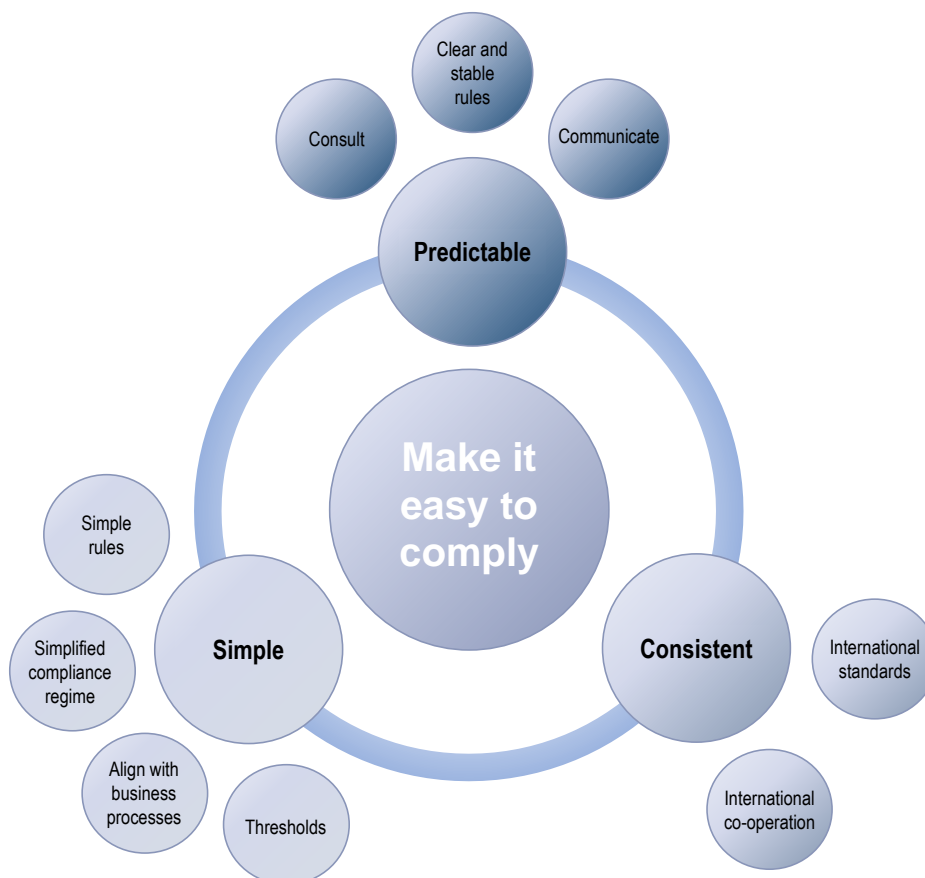 Clear and
stable
rules
Consult
Communicate
Predictable
Make it
easy to
comply
Simple
rules
Simplified
compliance
regime
Simple
Align with
business
processes
Thresholds
Consistent
International
standards
International
co-operation